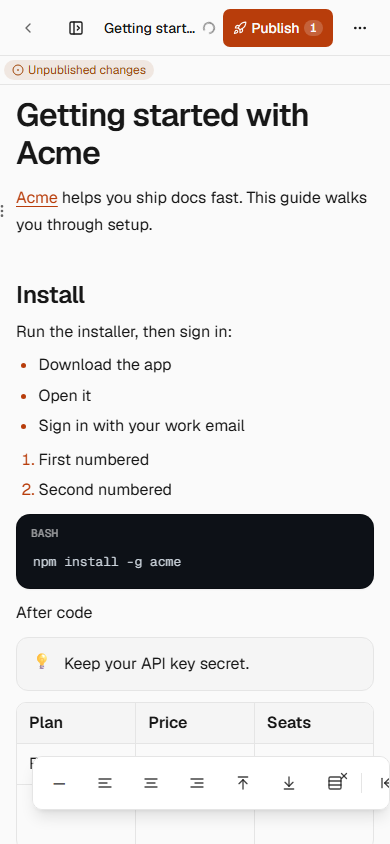 Getting start...
Publish 1
Unpublished changes
Getting started with
Acme
Acme helps you ship docs fast. This guide walks
you through setup.
Install
Run the installer, then sign in:
• Download the app
• Open it
• Sign in with your work email
1. First numbered
2. Second numbered
BASH
npm install -g acme
After code
💡 Keep your API key secret.
Plan Price Seats